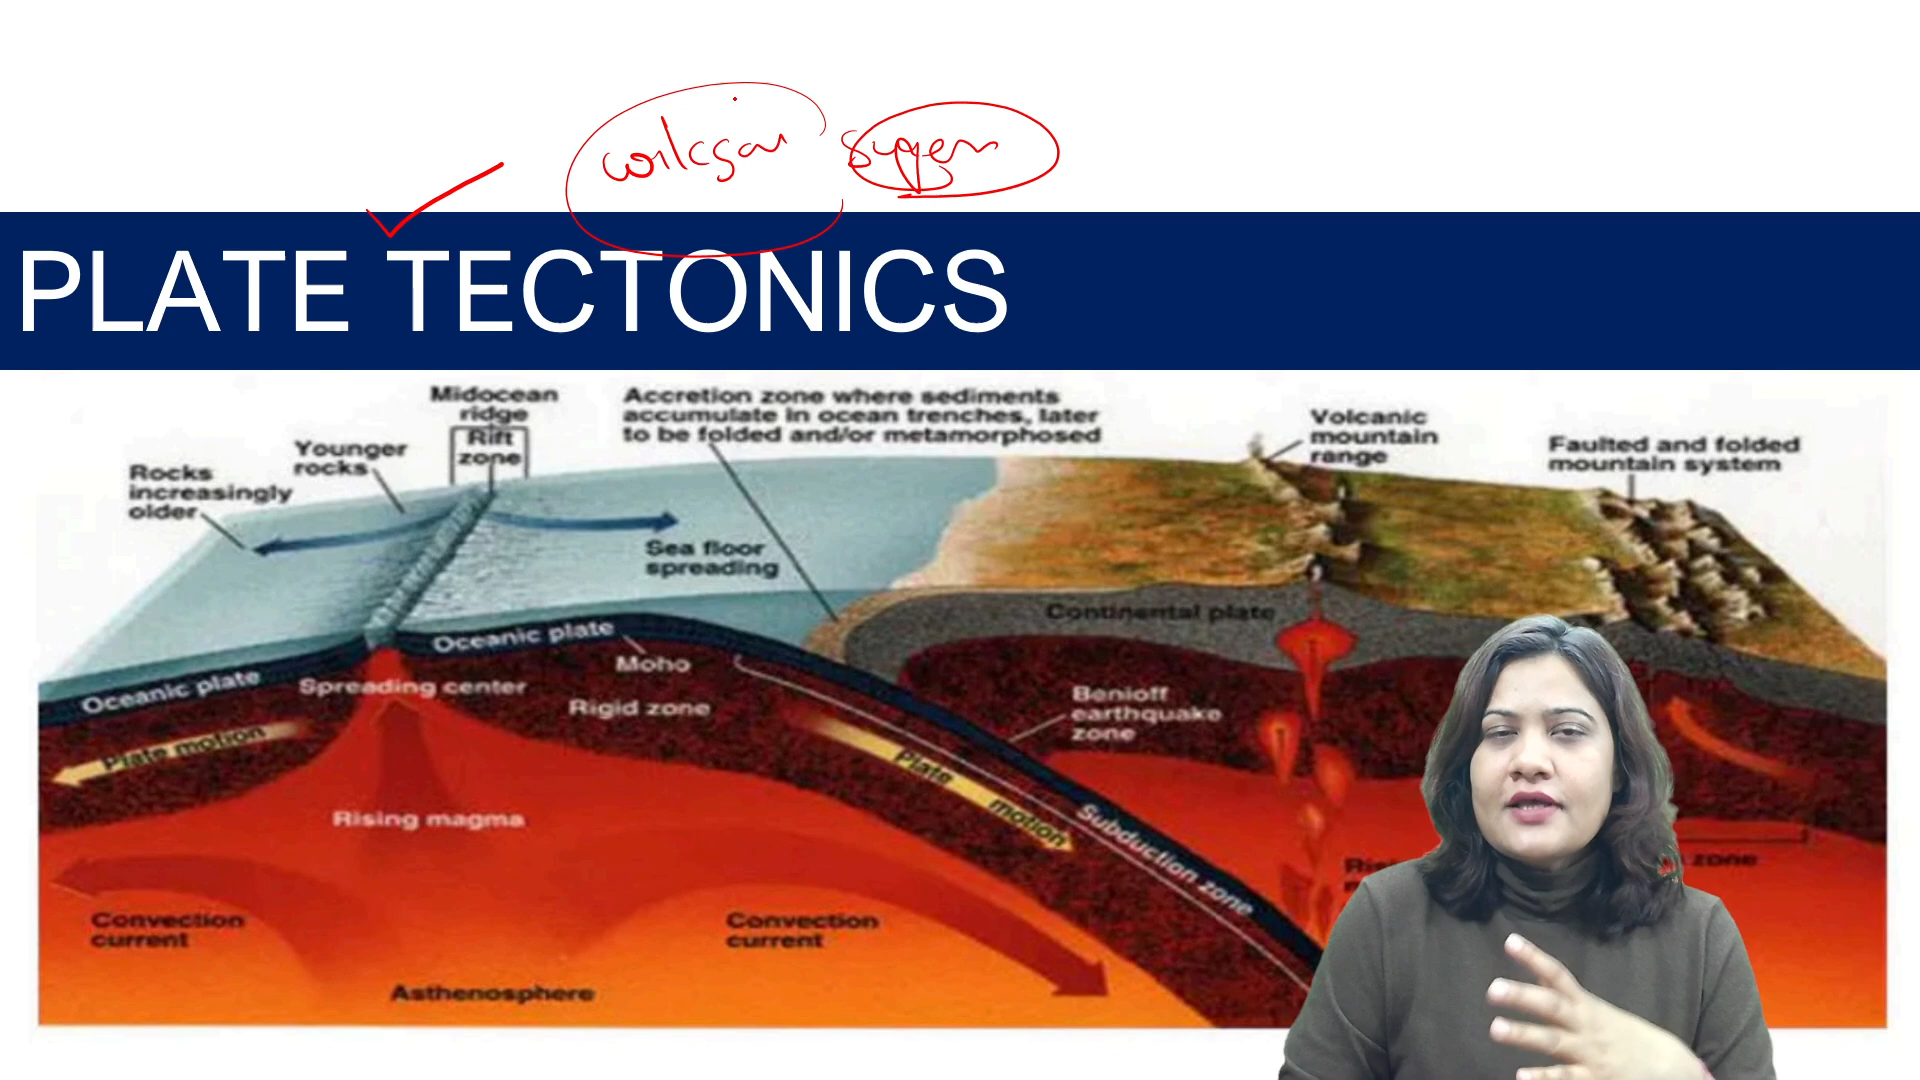 PLATE TECTONICS
Midocean
ridge
Rift
zone
Younger
rocks
Rocks
increasingly
older
Accretion zone where sediments
accumulate in ocean trenches, later
to be folded and/or metamorphosed
Volcanic
mountain
range
Faulted and folded
mountain system
Sea floor
spreading
Continental plate
Oceanic plate
Moho
Oceanic plate
Spreading center
Rigid zone
Benioff
earthquake
zone
Plate motion
Plate motion
Subduction zone
Rising magma
zone
Convection
current
Convection
current
Asthenosphere